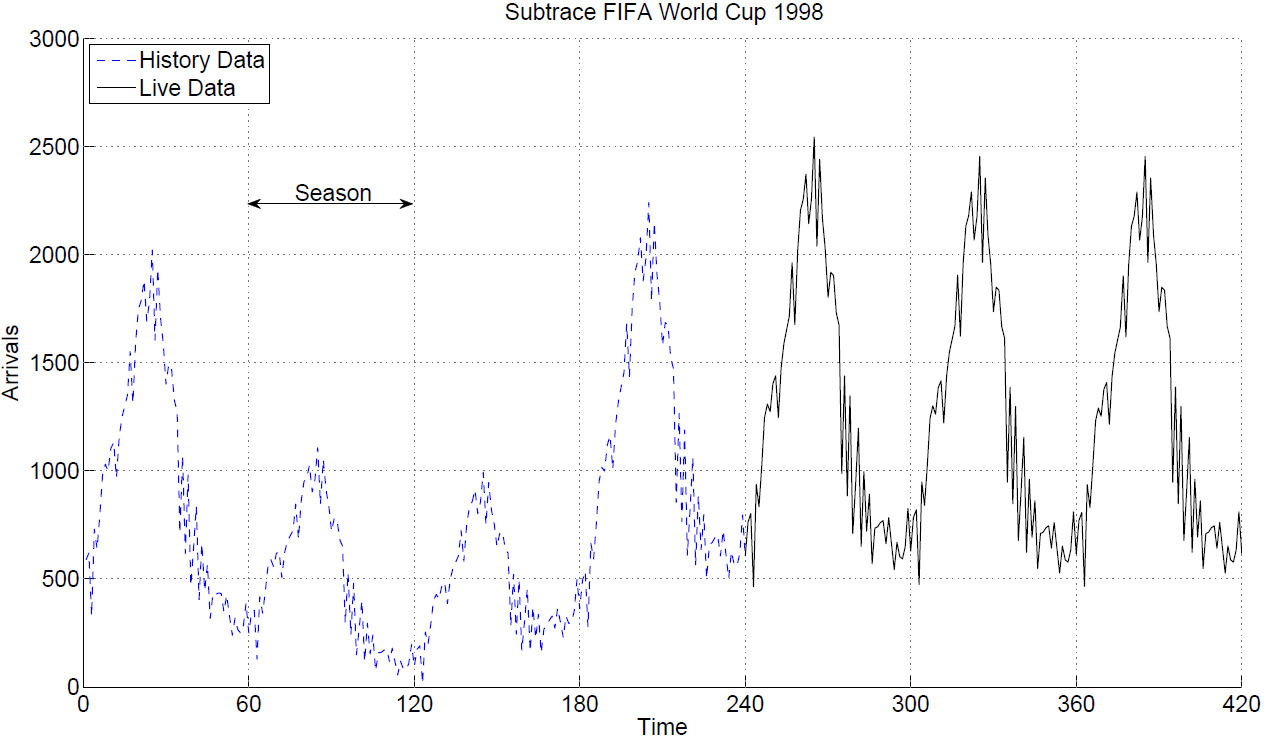 Subtrace FIFA World Cup 1998
3000
History Data
Live Data
2500
Season
2000
1500
Arrivals
1000
500
0
0 60 120 180 240 300 360 420
Time